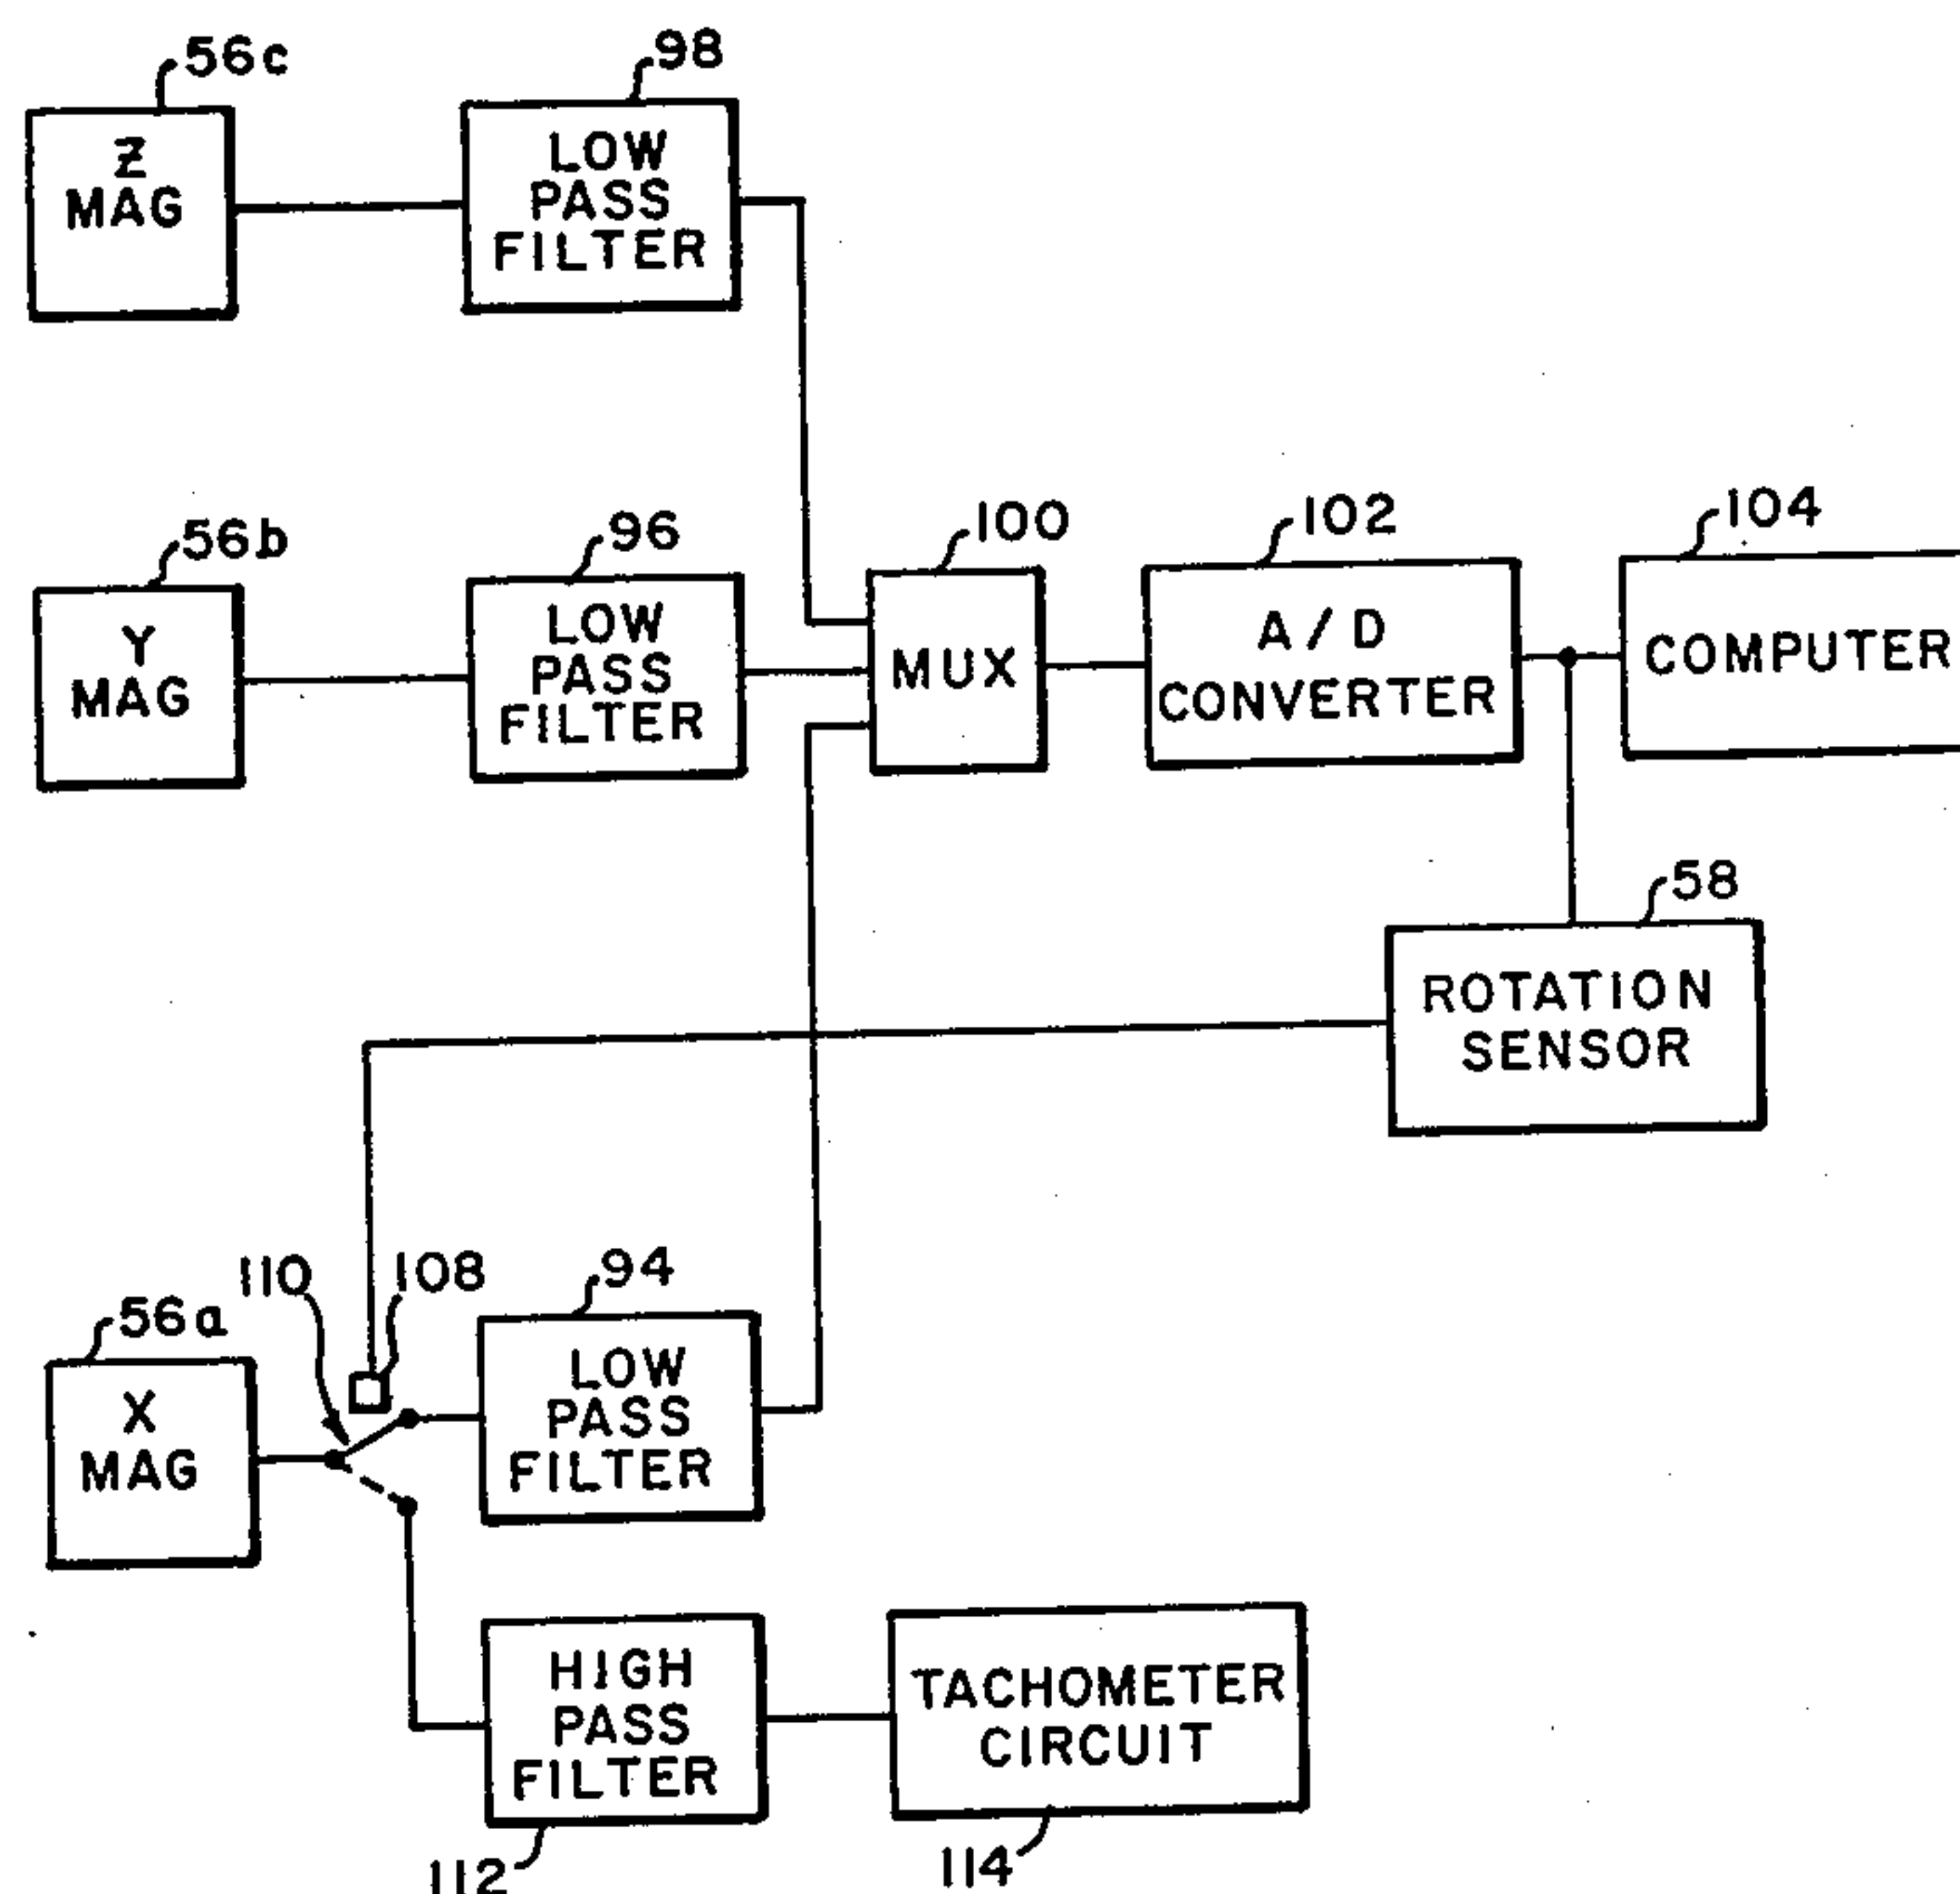 56c
98
Z
MAG
LOW
PASS
FILTER
56b
96
100
102
104
Y
MAG
LOW
PASS
FILTER
MUX
A/D
CONVERTER
COMPUTER
58
ROTATION
SENSOR
110
108
94
56a
X
MAG
LOW
PASS
FILTER
HIGH
PASS
FILTER
TACHOMETER
CIRCUIT
112
114